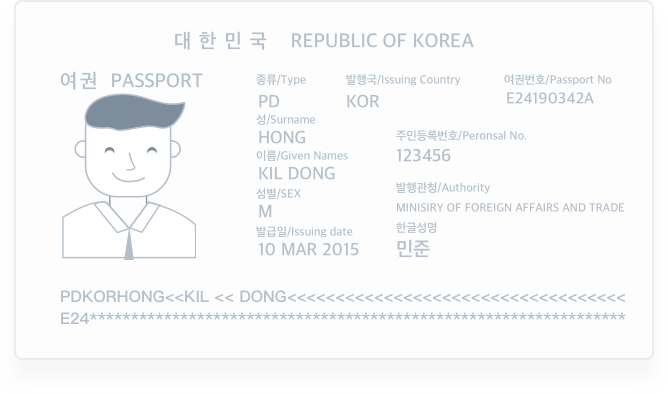 대 한 민 국 REPUBLIC OF KOREA
여권 PASSPORT
종류/Type 발행국/Issuing Country 여권번호/Passport No
PD KOR E24190342A
성/Surname
HONG 주민등록번호/Peronsal No.
이름/Given Names 123456
KIL DONG
성별/SEX 발행관청/Authority
M MINISIRY OF FOREIGN AFFAIRS AND TRADE
발급일/Issuing date 한글성명
10 MAR 2015 민준
PDKORHONG<<KIL << DONG<<<<<<<<<<<<<<<<<<<<<<<<<<<<<<<<<<<
E24*****************************************************************